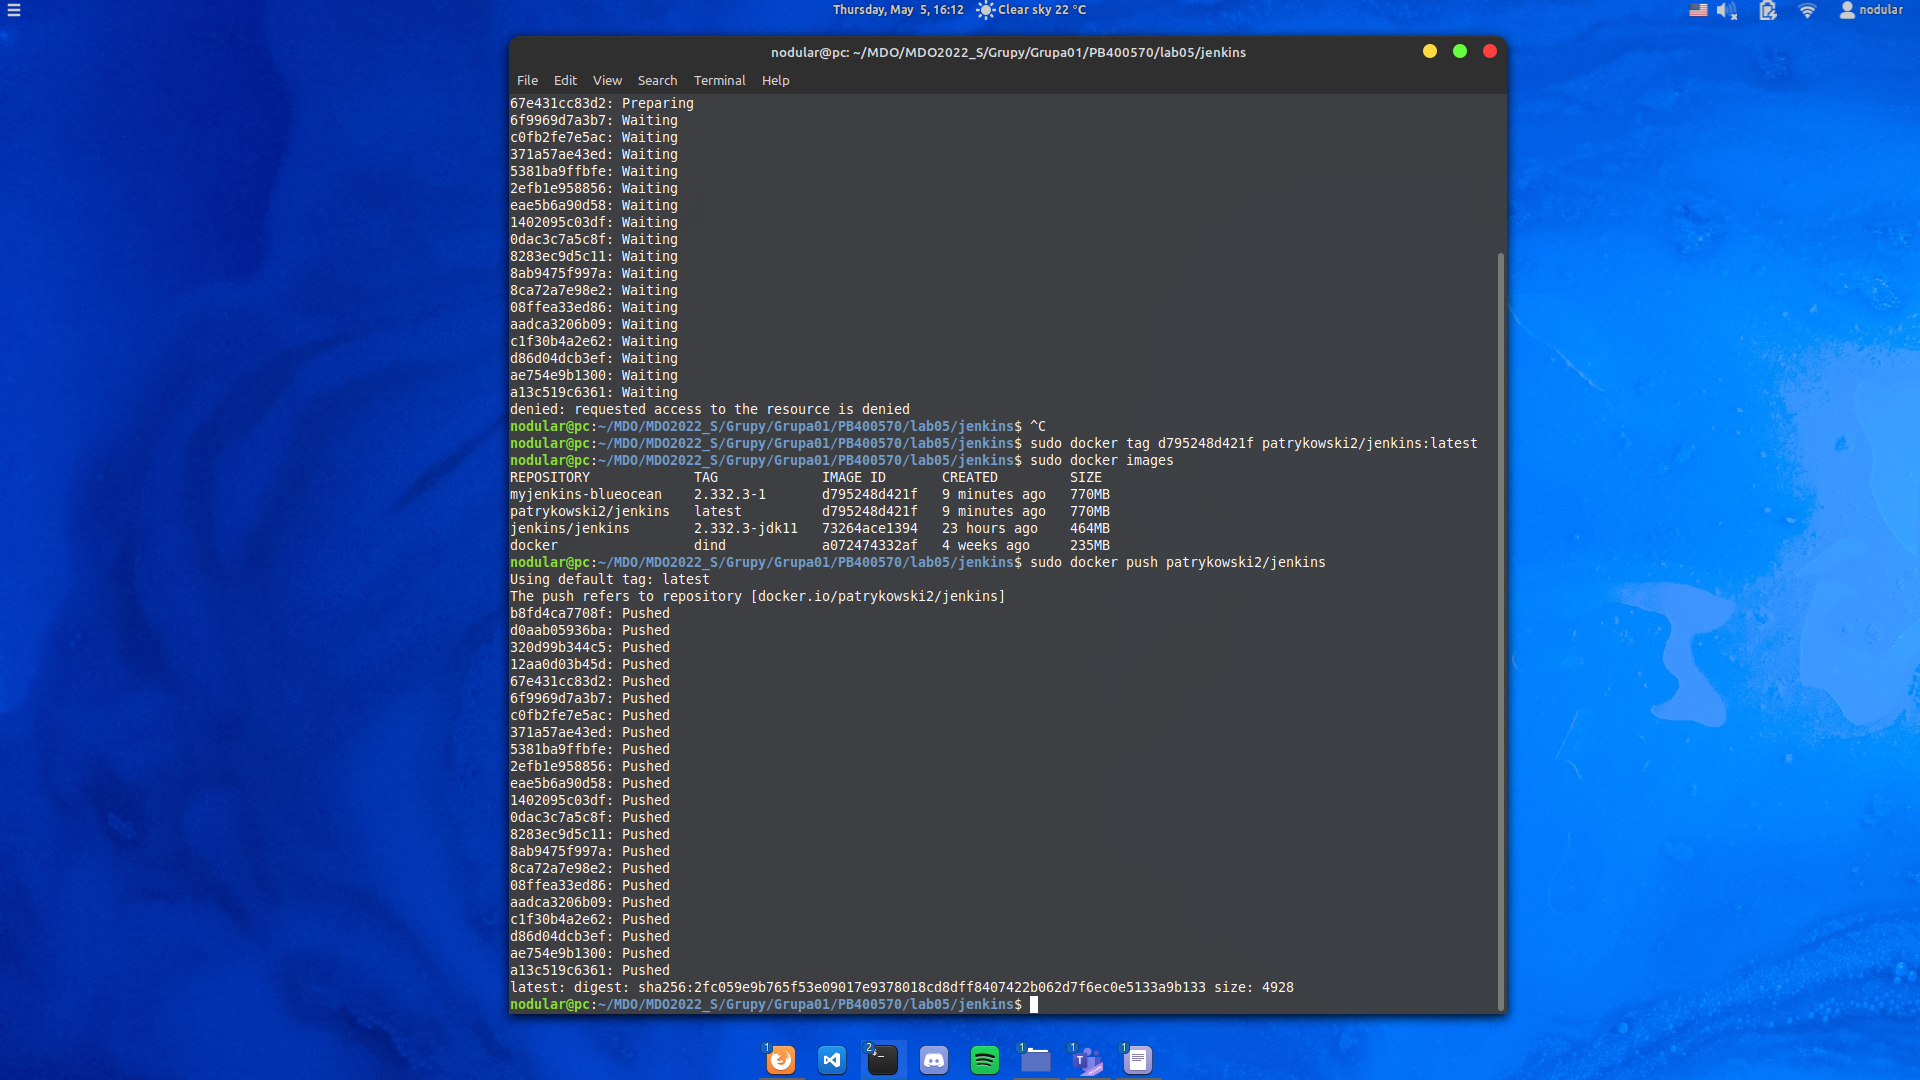 Thursday, May  5, 16:12
Clear sky 22 °C
nodular
nodular@pc: ~/MDO/MDO2022_S/Grupy/Grupa01/PB400570/lab05/jenkins
File Edit View Search Terminal Help
67e431cc83d2: Preparing
6f9969d7a3b7: Waiting
c0fb2fe7e5ac: Waiting
371a57ae43ed: Waiting
5381ba9ffbfe: Waiting
2efb1e958856: Waiting
eae5b6a90d58: Waiting
1402095c03df: Waiting
0dac3c7a5c8f: Waiting
8283ec9d5c11: Waiting
8ab9475f997a: Waiting
8ca72a7e98e2: Waiting
08ffea33ed86: Waiting
aadca3206b09: Waiting
c1f30b4a2e62: Waiting
d86d04dcb3ef: Waiting
ae754e9b1300: Waiting
a13c519c6361: Waiting
denied: requested access to the resource is denied
nodular@pc:~/MDO/MDO2022_S/Grupy/Grupa01/PB400570/lab05/jenkins$ ^C
nodular@pc:~/MDO/MDO2022_S/Grupy/Grupa01/PB400570/lab05/jenkins$ sudo docker tag d795248d421f patrykowski2/jenkins:latest
nodular@pc:~/MDO/MDO2022_S/Grupy/Grupa01/PB400570/lab05/jenkins$ sudo docker images
REPOSITORY             TAG             IMAGE ID       CREATED         SIZE
myjenkins-blueocean    2.332.3-1       d795248d421f   9 minutes ago   770MB
patrykowski2/jenkins   latest          d795248d421f   9 minutes ago   770MB
jenkins/jenkins        2.332.3-jdk11   73264ace1394   23 hours ago    464MB
docker                 dind            a072474332af   4 weeks ago     235MB
nodular@pc:~/MDO/MDO2022_S/Grupy/Grupa01/PB400570/lab05/jenkins$ sudo docker push patrykowski2/jenkins
Using default tag: latest
The push refers to repository [docker.io/patrykowski2/jenkins]
b8fd4ca7708f: Pushed
d0aab05936ba: Pushed
320d99b344c5: Pushed
12aa0d03b45d: Pushed
67e431cc83d2: Pushed
6f9969d7a3b7: Pushed
c0fb2fe7e5ac: Pushed
371a57ae43ed: Pushed
5381ba9ffbfe: Pushed
2efb1e958856: Pushed
eae5b6a90d58: Pushed
1402095c03df: Pushed
0dac3c7a5c8f: Pushed
8283ec9d5c11: Pushed
8ab9475f997a: Pushed
8ca72a7e98e2: Pushed
08ffea33ed86: Pushed
aadca3206b09: Pushed
c1f30b4a2e62: Pushed
d86d04dcb3ef: Pushed
ae754e9b1300: Pushed
a13c519c6361: Pushed
latest: digest: sha256:2fc059e9b765f53e09017e9378018cd8dff8407422b062d7f6ec0e5133a9b133 size: 4928
nodular@pc:~/MDO/MDO2022_S/Grupy/Grupa01/PB400570/lab05/jenkins$
1 2 1 1 1